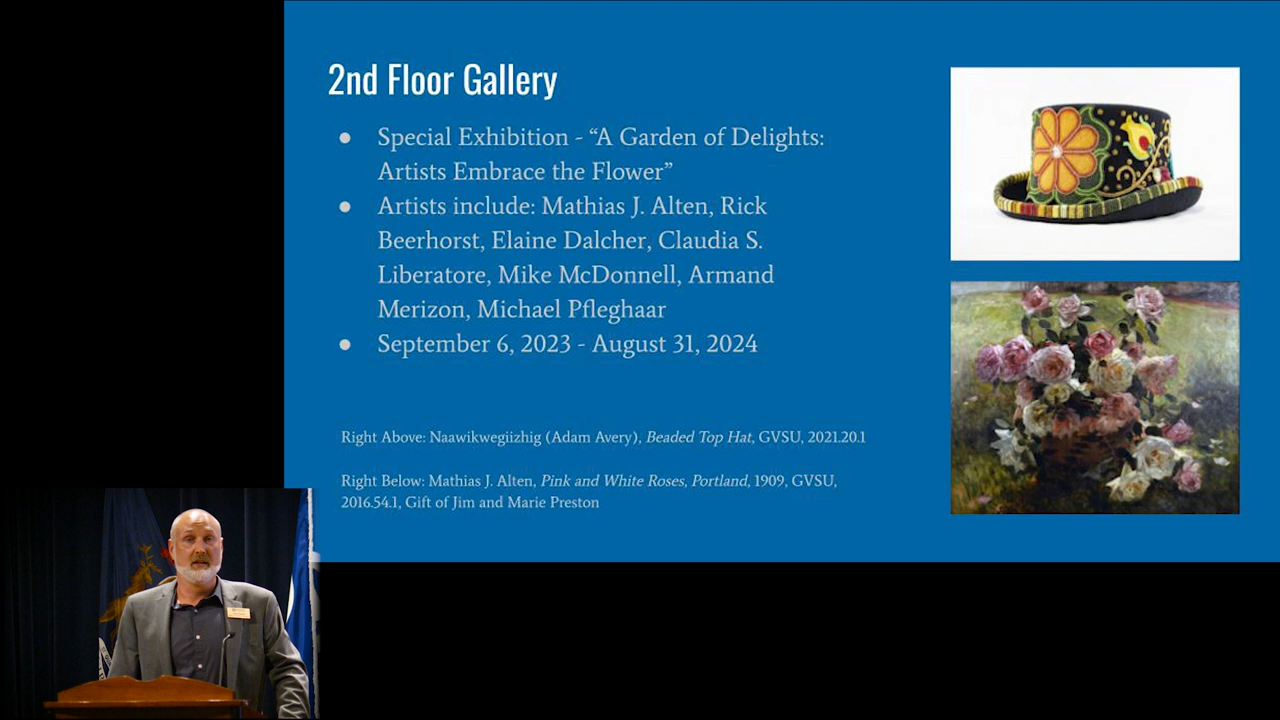 2nd Floor Gallery
● Special Exhibition - “A Garden of Delights:
Artists Embrace the Flower”
● Artists include: Mathias J. Alten, Rick
Beerhorst, Elaine Dalcher, Claudia S.
Liberatore, Mike McDonnell, Armand
Merizon, Michael Pfleghaar
● September 6, 2023 - August 31, 2024
Right Above: Naawikwegiizhig (Adam Avery), Beaded Top Hat, GVSU, 2021.20.1
Right Below: Mathias J. Alten, Pink and White Roses, Portland, 1909, GVSU,
2016.54.1, Gift of Jim and Marie Preston